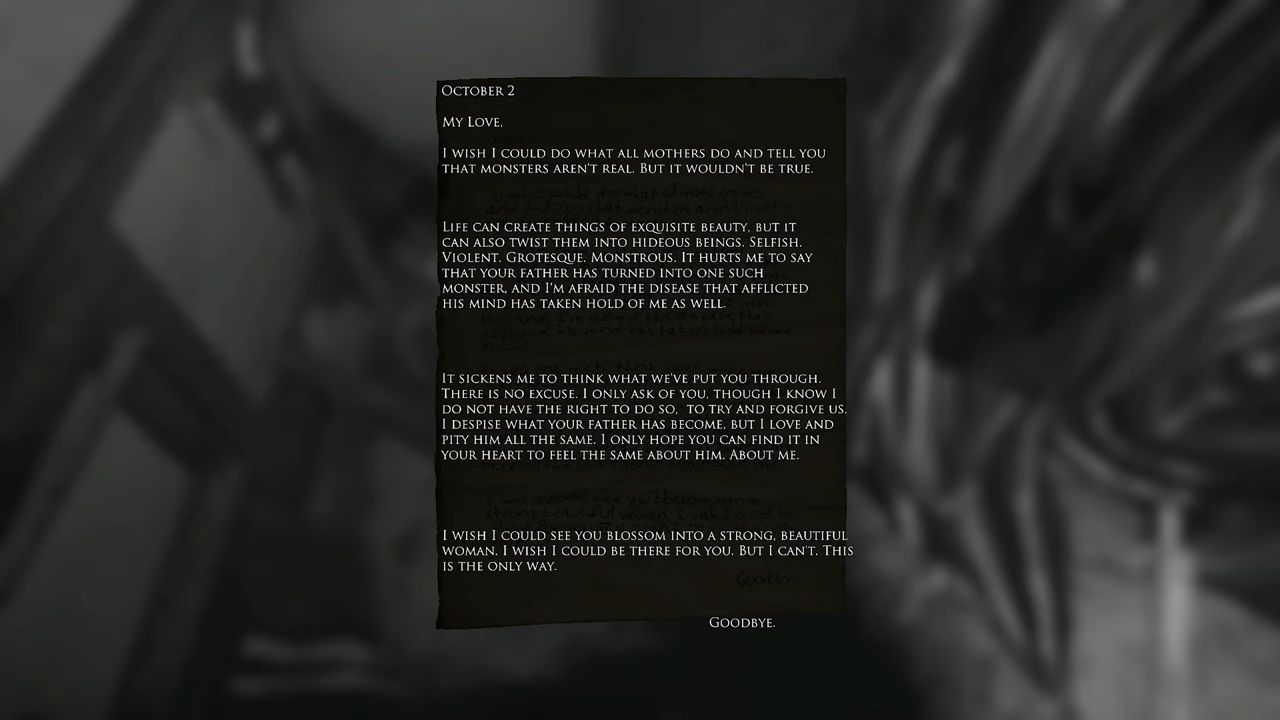 October 2
My Love,
I wish I could do what all mothers do and tell you
that monsters aren't real. But it wouldn't be true.
Life can create things of exquisite beauty, but it
can also twist them into hideous beings. Selfish.
Violent. Grotesque. Monstrous. It hurts me to say
that your father has turned into one such
monster, and I'm afraid the disease that afflicted
his mind has taken hold of me as well.
It sickens me to think what we've put you through.
There is no excuse. I only ask of you, though I know I
do not have the right to do so, to try and forgive us.
I despise what your father has become, but I love and
pity him all the same. I only hope you can find it in
your heart to feel the same about him. About me.
I wish I could see you blossom into a strong, beautiful
woman. I wish I could be there for you. But I can't. This
is the only way.
Goodbye.